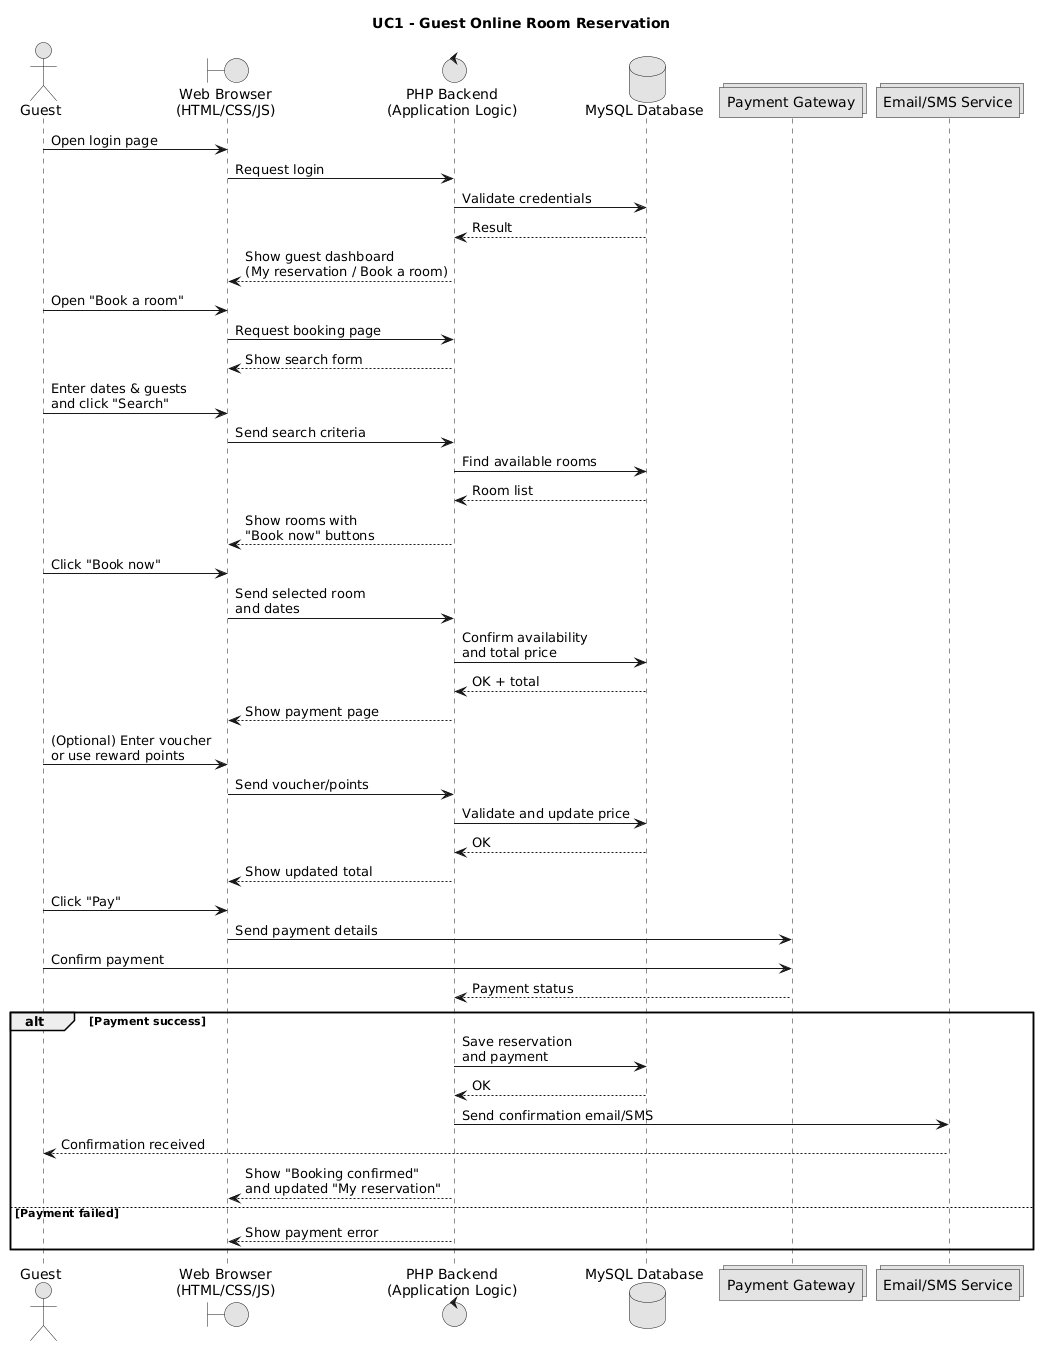 UC1 - Guest Online Room Reservation
Guest
Web Browser
(HTML/CSS/JS)
PHP Backend
(Application Logic)
MySQL Database
Payment Gateway
Email/SMS Service
Open login page
Request login
Validate credentials
Result
Show guest dashboard
(My reservation / Book a room)
Open "Book a room"
Request booking page
Show search form
Enter dates & guests
and click "Search"
Send search criteria
Find available rooms
Room list
Show rooms with
"Book now" buttons
Click "Book now"
Send selected room
and dates
Confirm availability
and total price
OK + total
Show payment page
(Optional) Enter voucher
or use reward points
Send voucher/points
Validate and update price
OK
Show updated total
Click "Pay"
Send payment details
Confirm payment
Payment status
alt [Payment success]
Save reservation
and payment
OK
Send confirmation email/SMS
Confirmation received
Show "Booking confirmed"
and updated "My reservation"
[Payment failed]
Show payment error
Guest
Web Browser
(HTML/CSS/JS)
PHP Backend
(Application Logic)
MySQL Database
Payment Gateway
Email/SMS Service